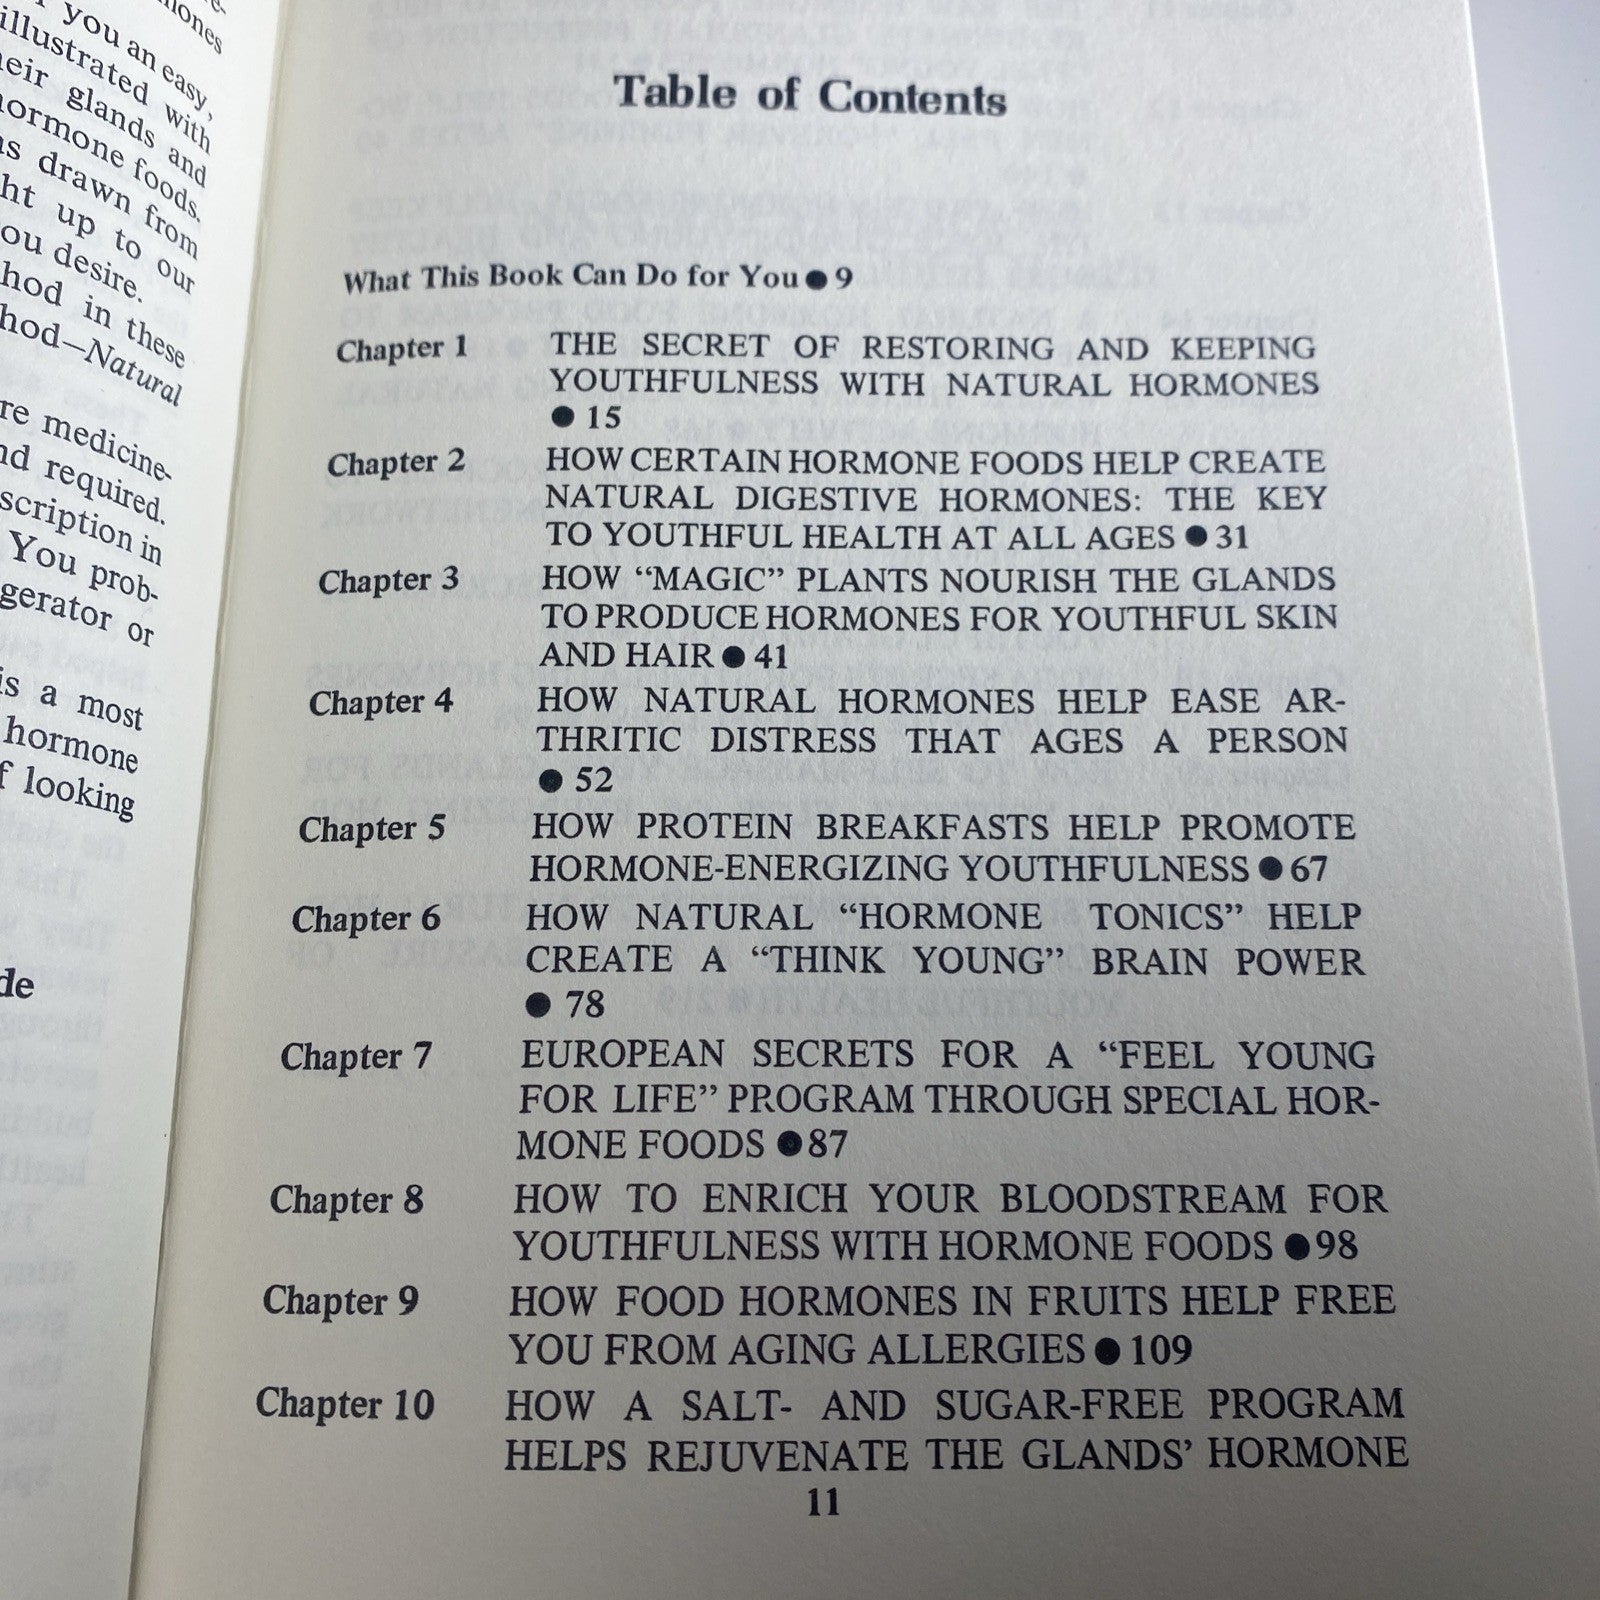 mones
you an easy,
illustrated with
heir glands and
hormone foods.
drawn from
up to our
you desire.
in these
Natural
medicine-
required.
in
You prob-
or
is a most
hormone
looking
Table of Contents
What This Book Can Do for You ● 9
Chapter 1 THE SECRET OF RESTORING AND KEEPING
YOUTHFULNESS WITH NATURAL HORMONES
● 15
Chapter 2 HOW CERTAIN HORMONE FOODS HELP CREATE
NATURAL DIGESTIVE HORMONES: THE KEY
TO YOUTHFUL HEALTH AT ALL AGES ● 31
Chapter 3 HOW “MAGIC” PLANTS NOURISH THE GLANDS
TO PRODUCE HORMONES FOR YOUTHFUL SKIN
AND HAIR ● 41
Chapter 4 HOW NATURAL HORMONES HELP EASE AR-
THRITIC DISTRESS THAT AGES A PERSON
● 52
Chapter 5 HOW PROTEIN BREAKFASTS HELP PROMOTE
HORMONE-ENERGIZING YOUTHFULNESS ● 67
Chapter 6 HOW NATURAL “HORMONE TONICS” HELP
CREATE A “THINK YOUNG” BRAIN POWER
● 78
Chapter 7 EUROPEAN SECRETS FOR A “FEEL YOUNG
FOR LIFE” PROGRAM THROUGH SPECIAL HOR-
MONE FOODS ● 87
Chapter 8 HOW TO ENRICH YOUR BLOODSTREAM FOR
YOUTHFULNESS WITH HORMONE FOODS ● 98
Chapter 9 HOW FOOD HORMONES IN FRUITS HELP FREE
YOU FROM AGING ALLERGIES ● 109
Chapter 10 HOW A SALT- AND SUGAR-FREE PROGRAM
HELPS REJUVENATE THE GLANDS’ HORMONE
11